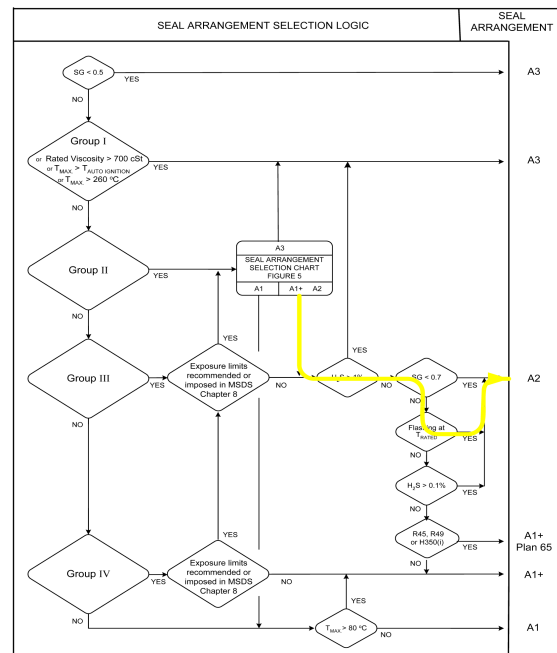 SEAL ARRANGEMENT SELECTION LOGIC
SEAL
ARRANGEMENT
SG < 0.5
YES
A3
NO
Group I
or Rated Viscosity > 700 cSt
or TMAX. > TAUTO IGNITION
or TMAX. > 260 ºC
YES
A3
NO
A3
SEAL ARRANGEMENT
SELECTION CHART
FIGURE 5
A1
A1+
A2
Group II
YES
NO
YES
YES
Group III
YES
Exposure limits
recommended or
imposed in MSDS
Chapter 8
NO
H2S > 1%
NO
SG < 0.7
YES
A2
NO
NO
Flashing at
TRATED
YES
NO
H2S > 0.1%
YES
NO
YES
R45, R49
or H350(i)
YES
A1+
Plan 65
NO
Group IV
YES
Exposure limits
recommended or
imposed in MSDS
Chapter 8
NO
A1+
YES
NO
TMAX. > 80 ºC
NO
A1